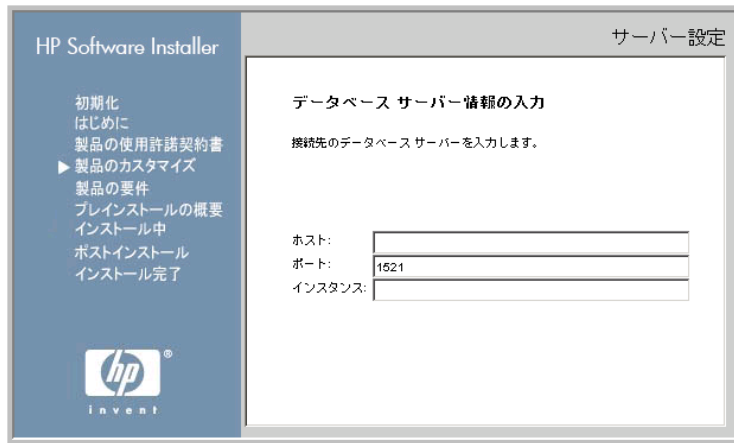 HP Software Installer
サーバー設定
初期化
はじめに
製品の使用許諾契約書
製品のカスタマイズ
製品の要件
プレインストールの概要
インストール中
ポストインストール
インストール完了
hp
®
invent
データベース サーバー情報の入力
接続先のデータベース サーバーを入力します。
ホスト:
ポート: 1521
インスタンス: